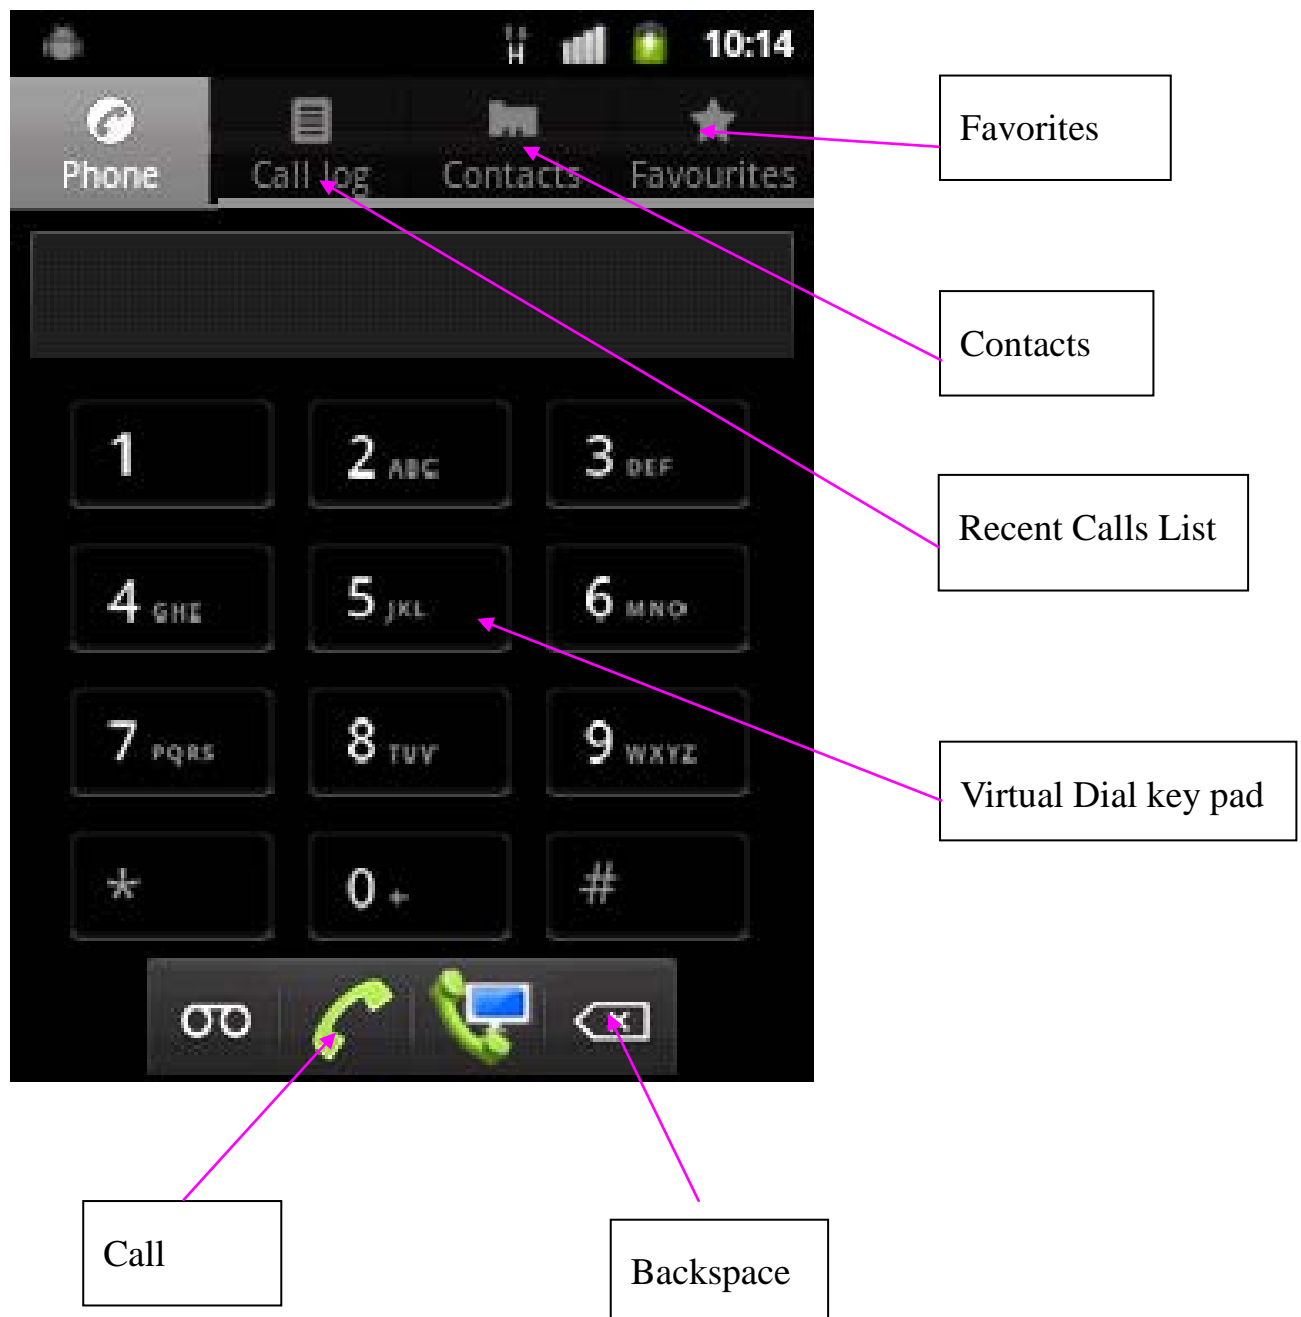 10:14
Phone Call log Contacts Favourites
Favorites
Contacts
1 2 ABC 3 DEF
Recent Calls List
4 GHI 5 JKL 6 MNO
7 PQRS 8 TUV 9 WXYZ
Virtual Dial key pad
* 0 + #
Call
Backspace